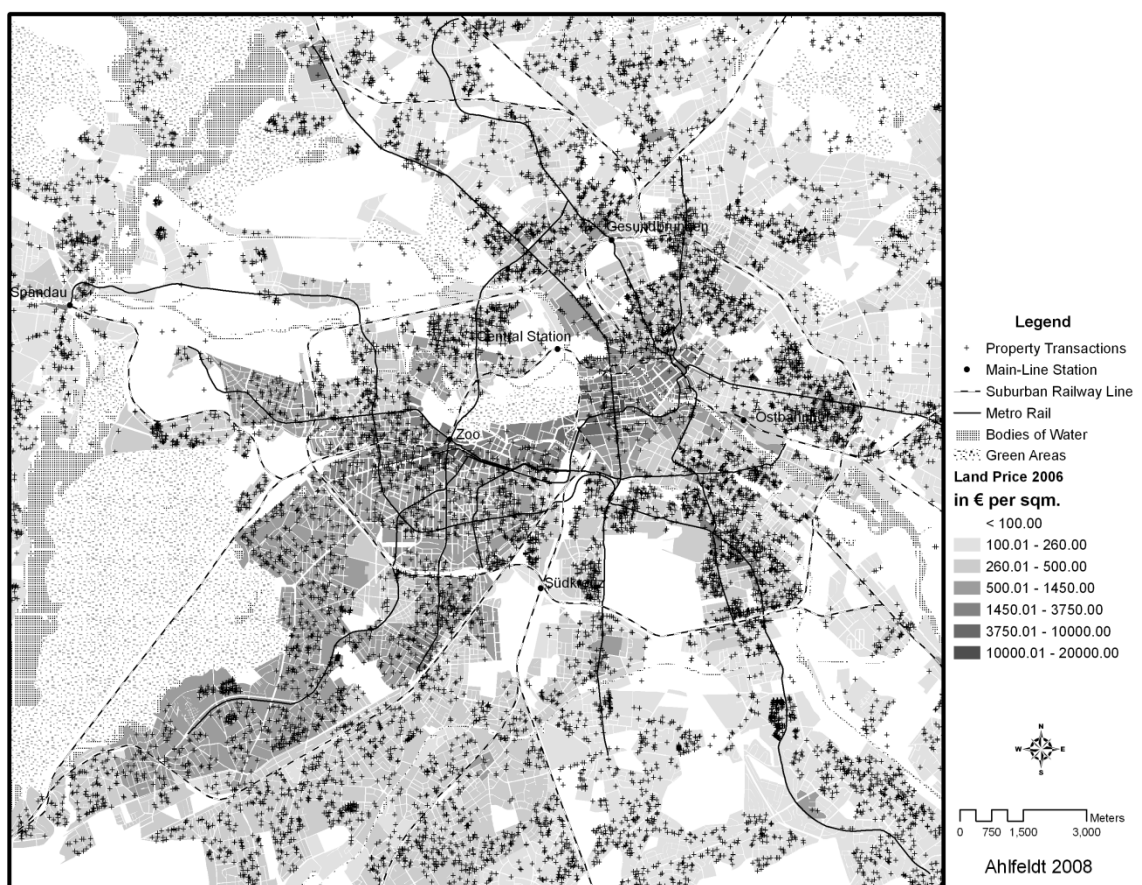 Gesundbrunnen
Spandau
Central Station
Ostbahnhof
Zoo
Südkreuz
Legend
Property Transactions
Main-Line Station
Suburban Railway Line
Metro Rail
Bodies of Water
Green Areas
Land Price 2006
in € per sqm.
< 100.00
100.01 - 260.00
260.01 - 500.00
500.01 - 1450.00
1450.01 - 3750.00
3750.01 - 10000.00
10000.01 - 20000.00
N
W E
S
Meters
0 750 1,500 3,000
Ahlfeldt 2008